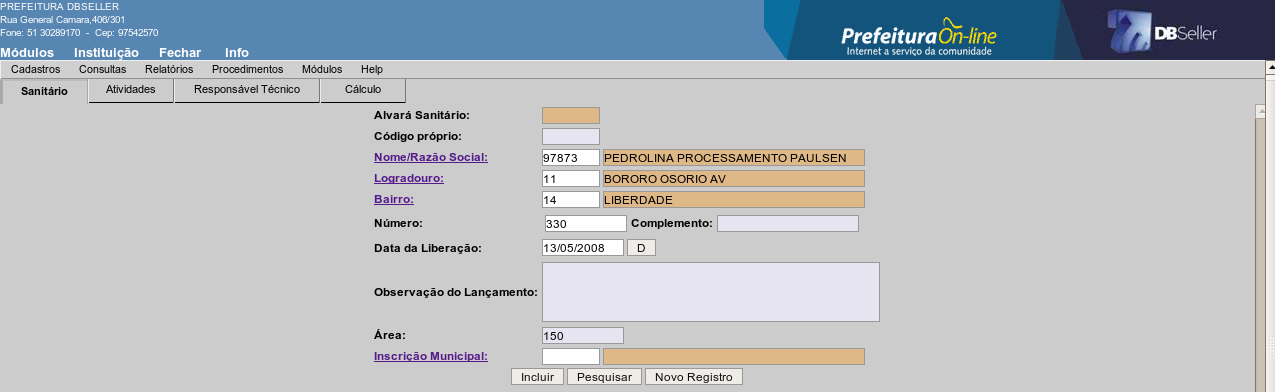 PREFEITURA DBSELLER
Rua General Camara,406/301
Fone: 51 30289170 - Cep: 97542570
Prefeitura On-line
Internet a serviço da comunidade
DBSeller
Módulos Instituição Fechar Info
Cadastros Consultas Relatórios Procedimentos Módulos Help
Sanitário Atividades Responsável Técnico Cálculo
Alvará Sanitário:
Código próprio:
Nome/Razão Social: 97873 PEDROLINA PROCESSAMENTO PAULSEN
Logradouro: 11 BORORO OSORIO AV
Bairro: 14 LIBERDADE
Número: 330 Complemento:
Data da Liberação: 13/05/2008 D
Observação do Lançamento:
Área: 150
Inscrição Municipal:
Incluir Pesquisar Novo Registro